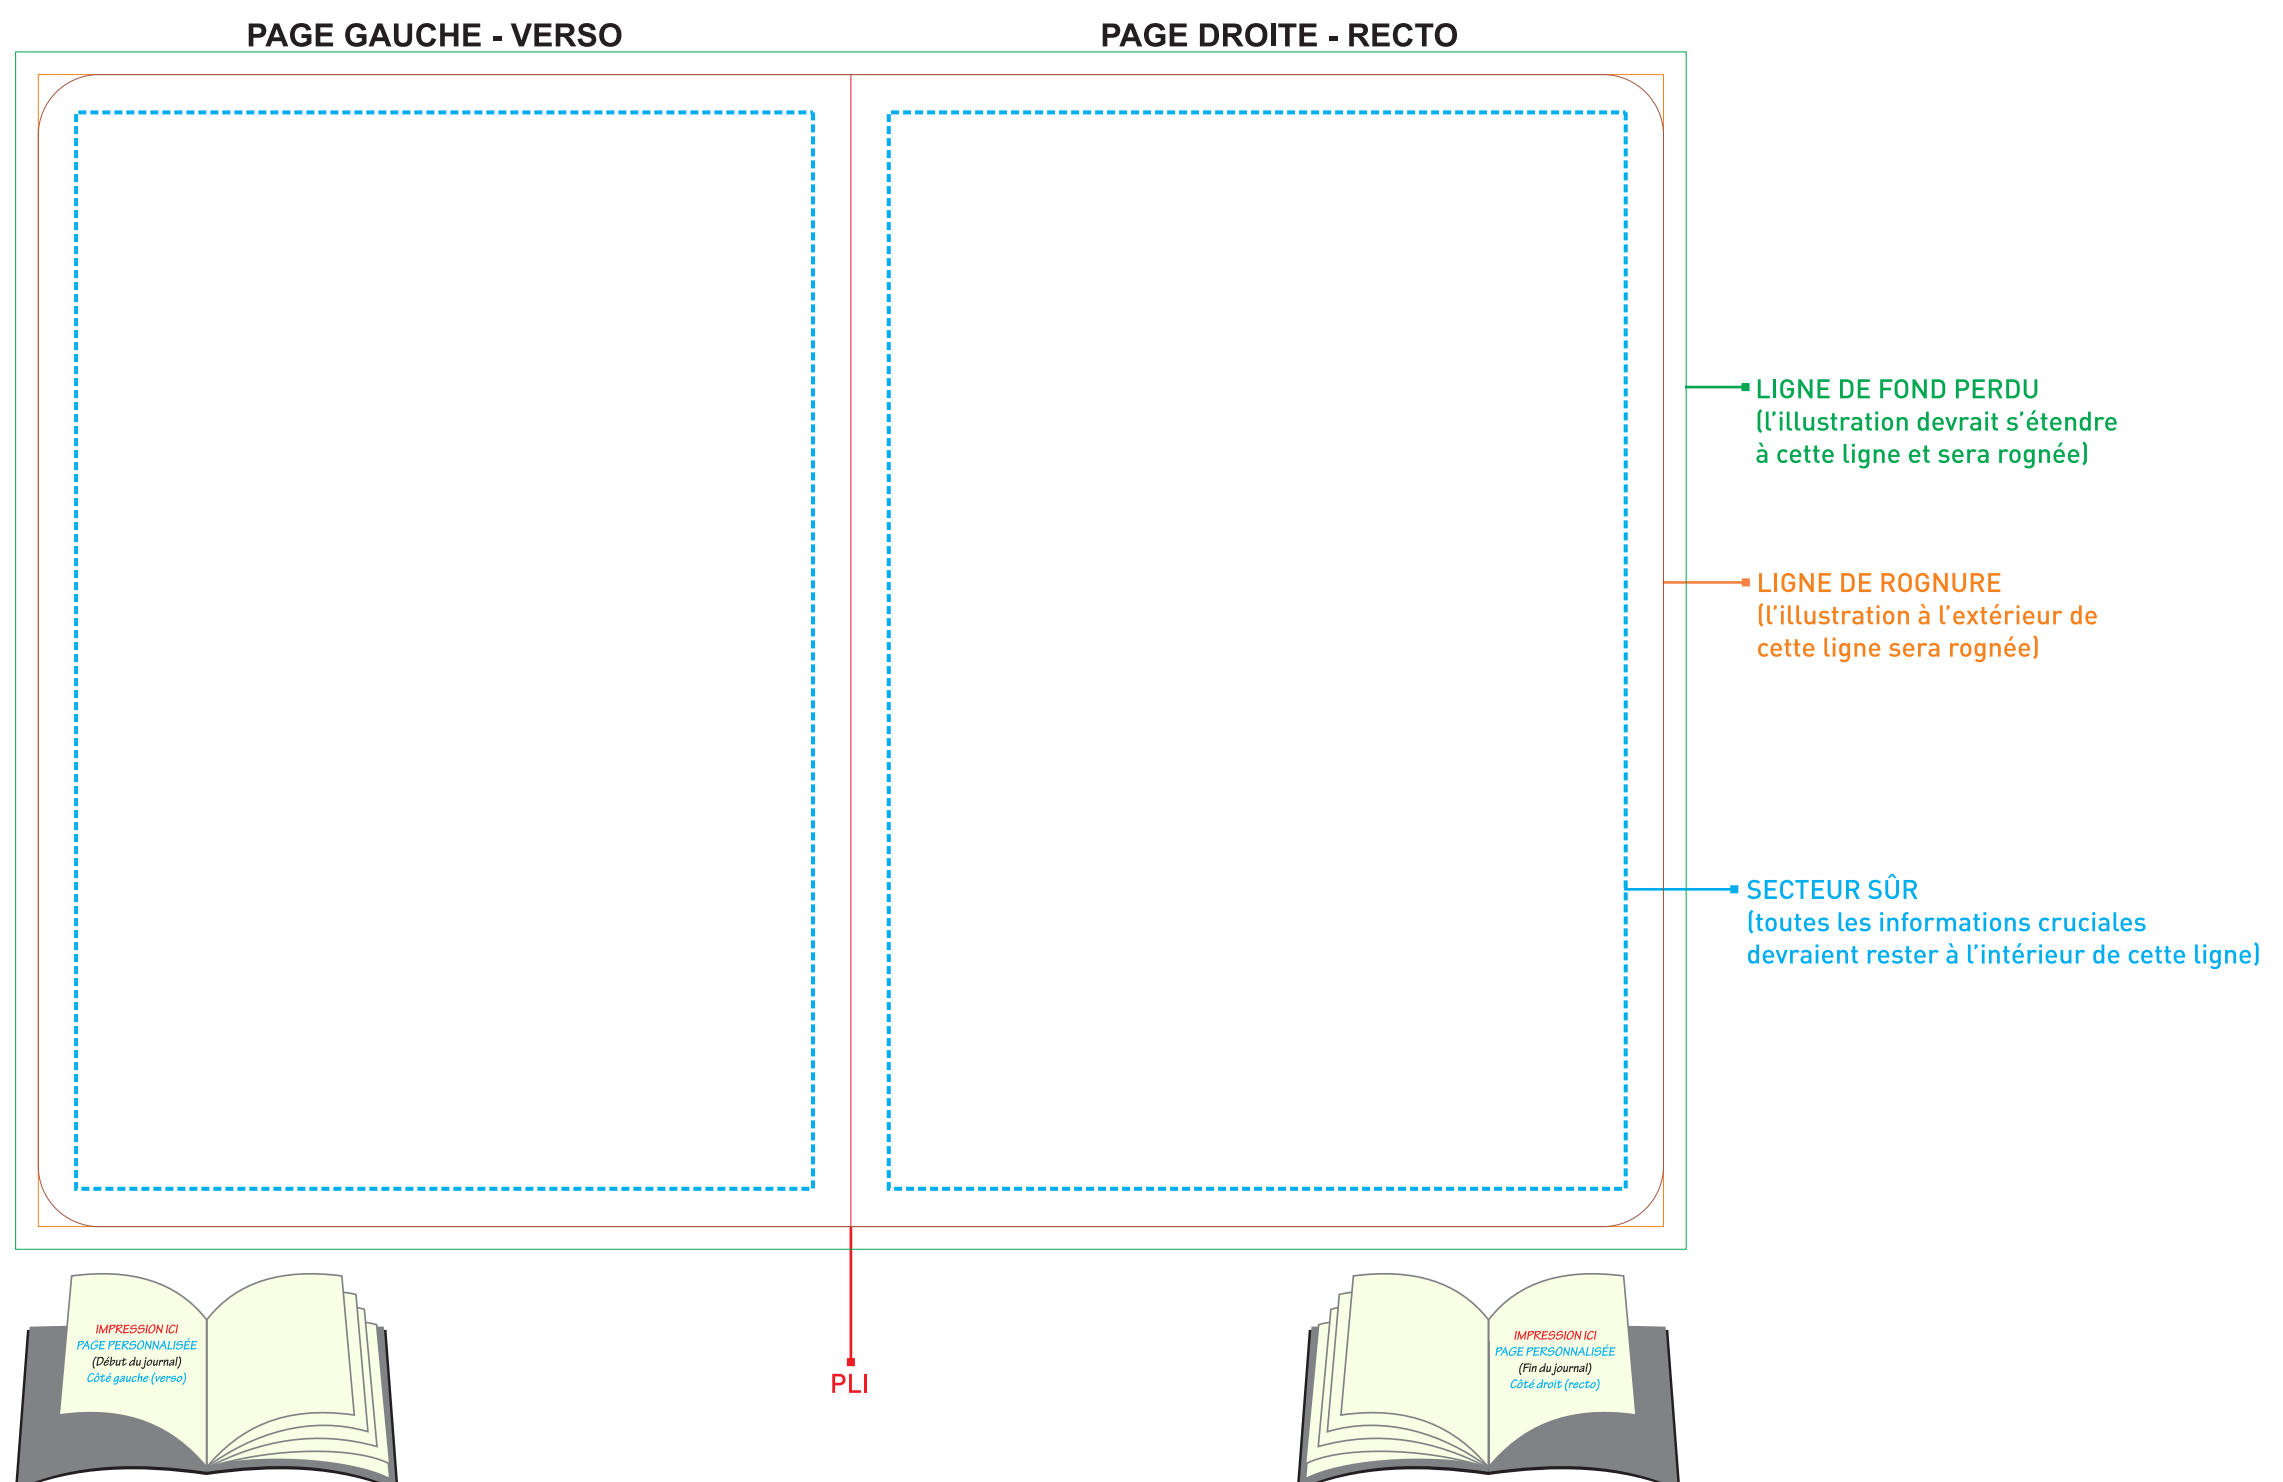 PAGE GAUCHE - VERSO
PAGE DROITE - RECTO
LIGNE DE FOND PERDU
(l'illustration devrait s'étendre
à cette ligne et sera rognée)
LIGNE DE ROGNURE
(l'illustration à l'extérieur de
cette ligne sera rognée)
SECTEUR SÛR
(toutes les informations cruciales
devraient rester à l'intérieur de cette ligne)
IMPRESSION ICI
PAGE PERSONNALISÉE
(Début du journal)
Côté gauche (verso)
PLI
IMPRESSION ICI
PAGE PERSONNALISÉE
(Fin du journal)
Côté droit (recto)